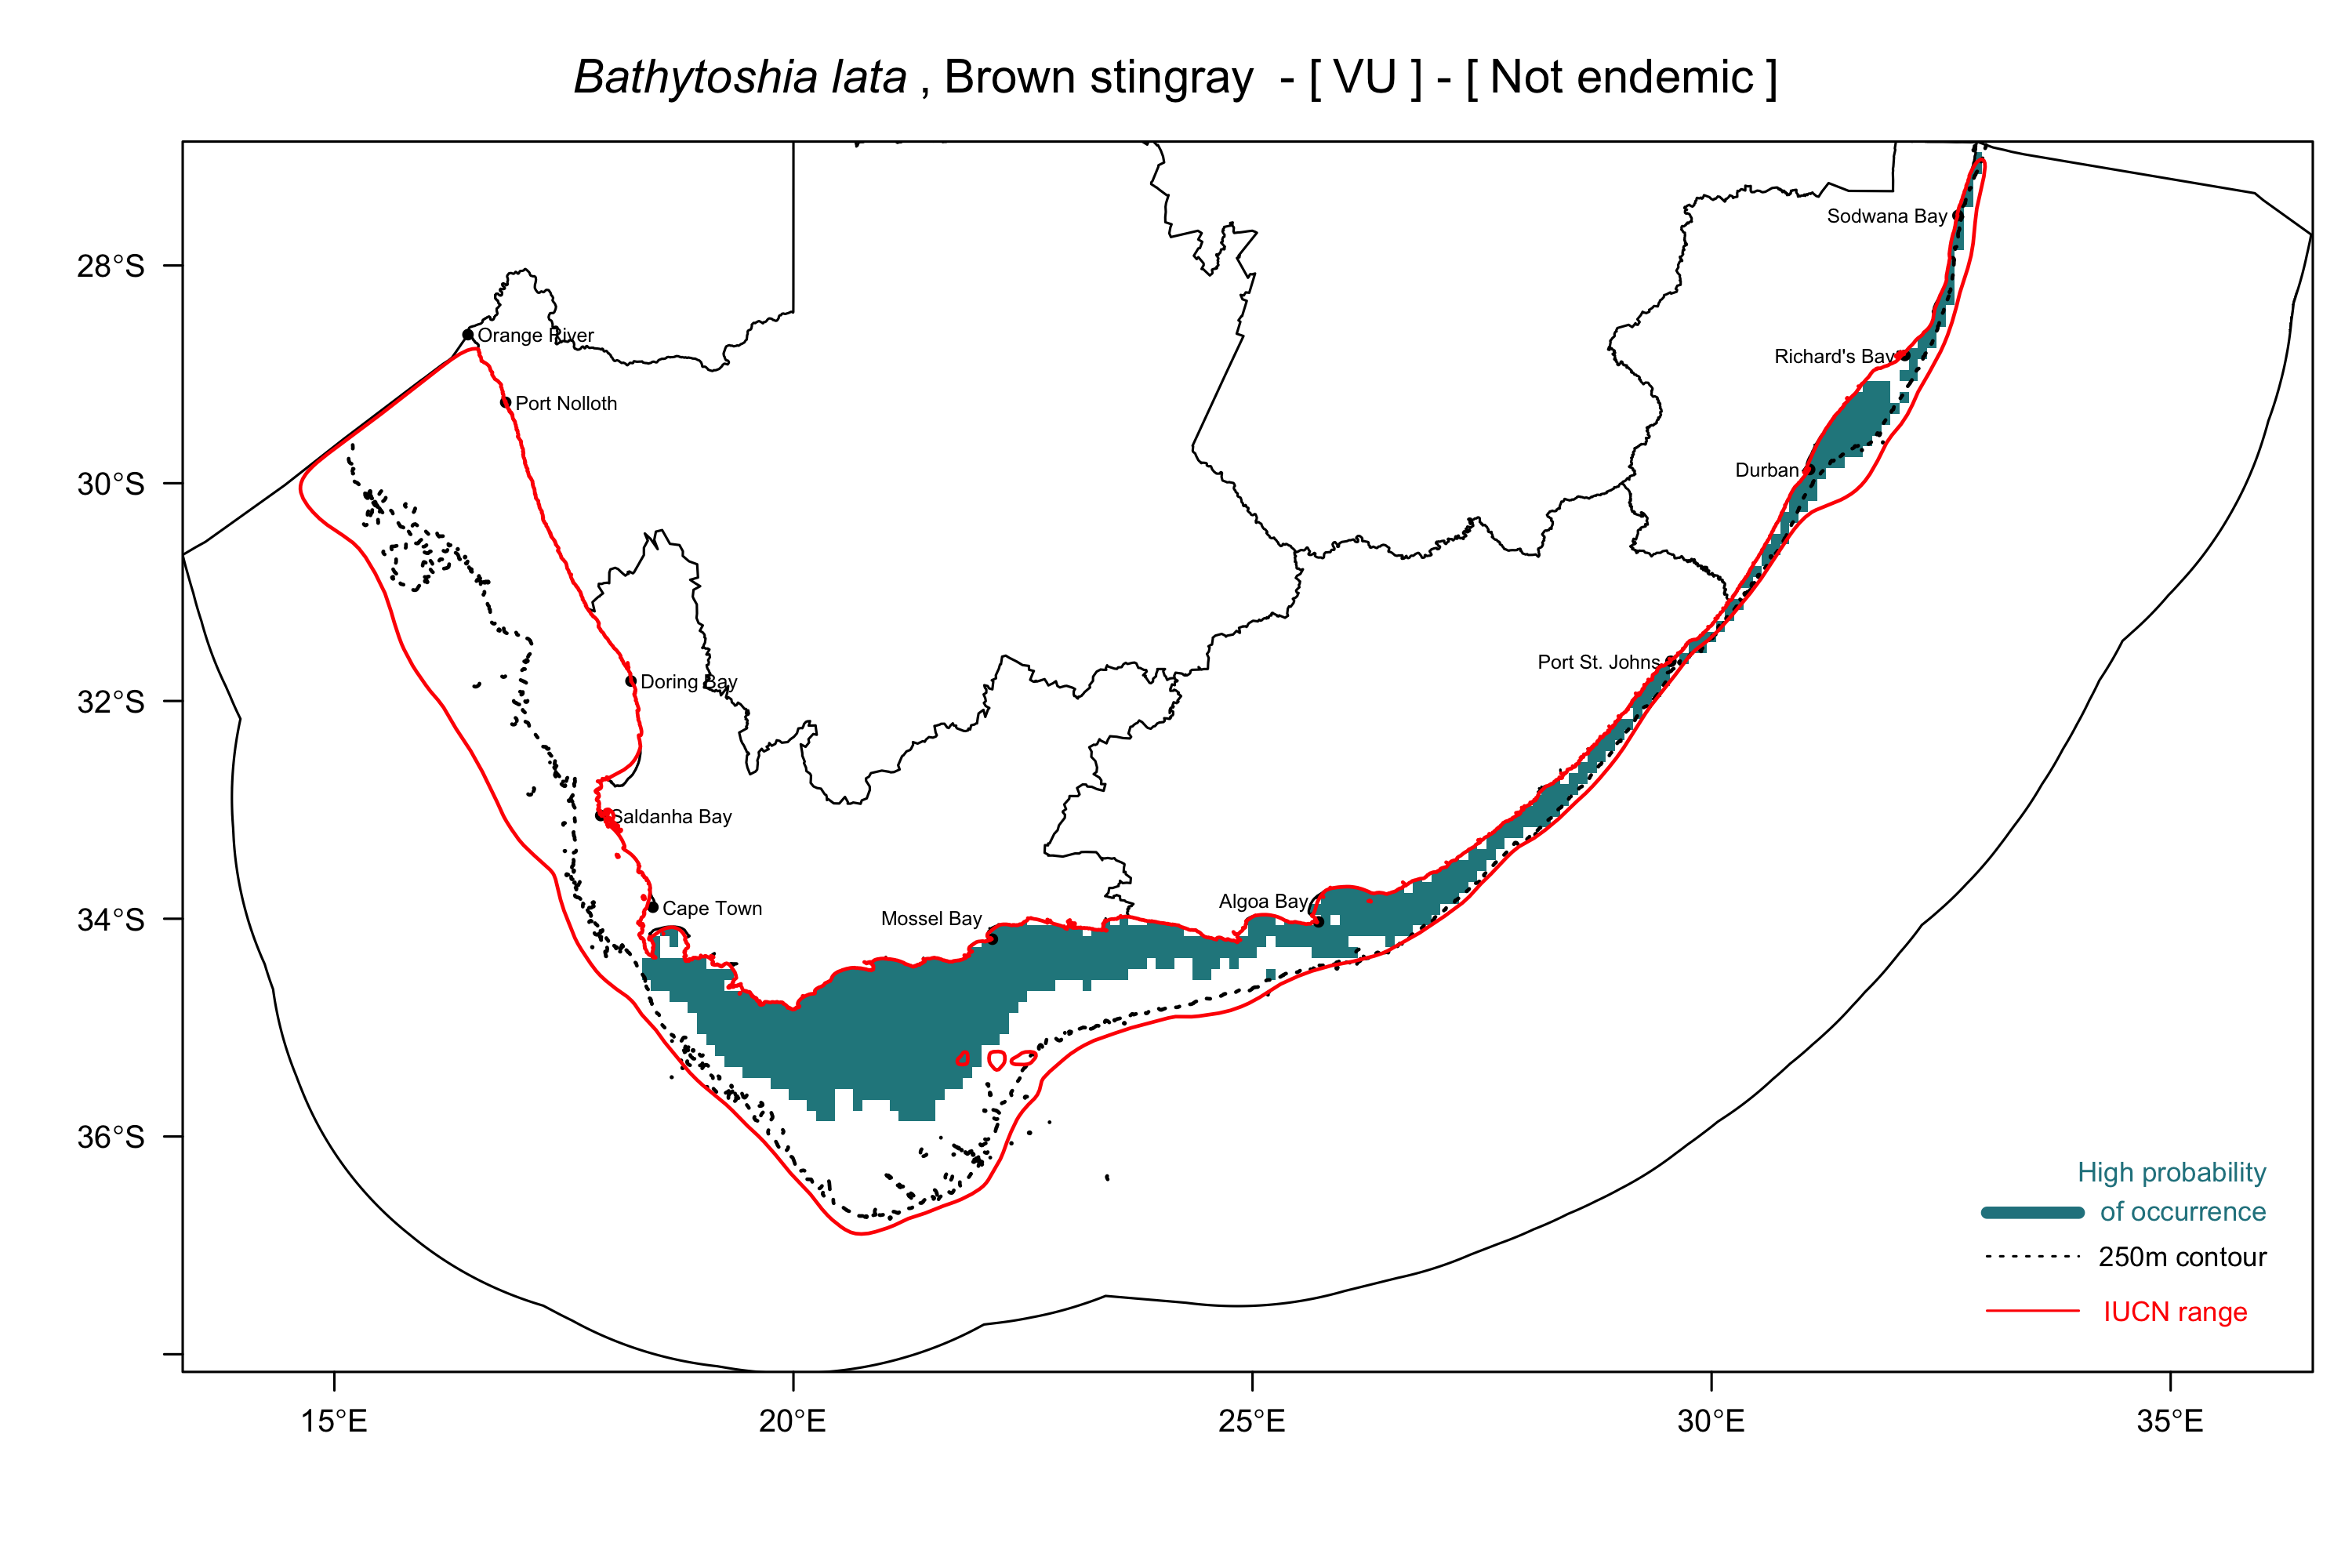 Bathytoshia lata , Brown stingray - [ VU ] - [ Not endemic ]
Sodwana Bay
28°S
Orange River
Richard's Bay
Port Nolloth
Durban
30°S
Port St. Johns
Doring Bay
32°S
Saldanha Bay
Algoa Bay
Cape Town
Mossel Bay
34°S
36°S
High probability
of occurrence
250m contour
IUCN range
15°E
20°E
25°E
30°E
35°E